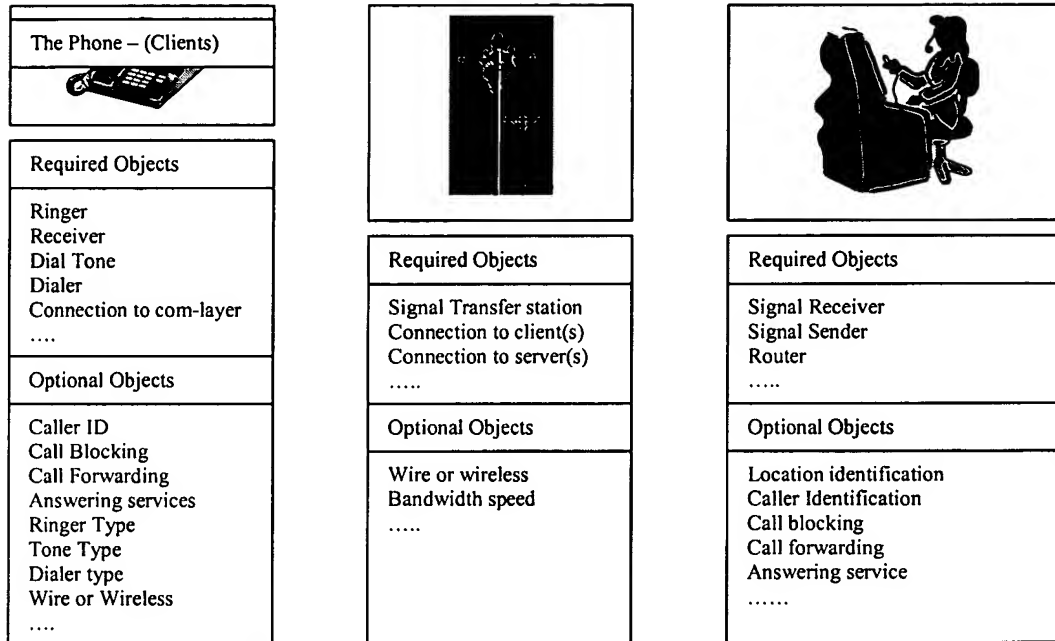 The Phone – (Clients)
Required Objects
Ringer
Receiver
Dial Tone
Dialer
Connection to com-layer
....
Optional Objects
Caller ID
Call Blocking
Call Forwarding
Answering services
Ringer Type
Tone Type
Dialer type
Wire or Wireless
....
Required Objects
Signal Transfer station
Connection to client(s)
Connection to server(s)
.....
Optional Objects
Wire or wireless
Bandwidth speed
.....
Required Objects
Signal Receiver
Signal Sender
Router
.....
Optional Objects
Location identification
Caller Identification
Call blocking
Call forwarding
Answering service
......